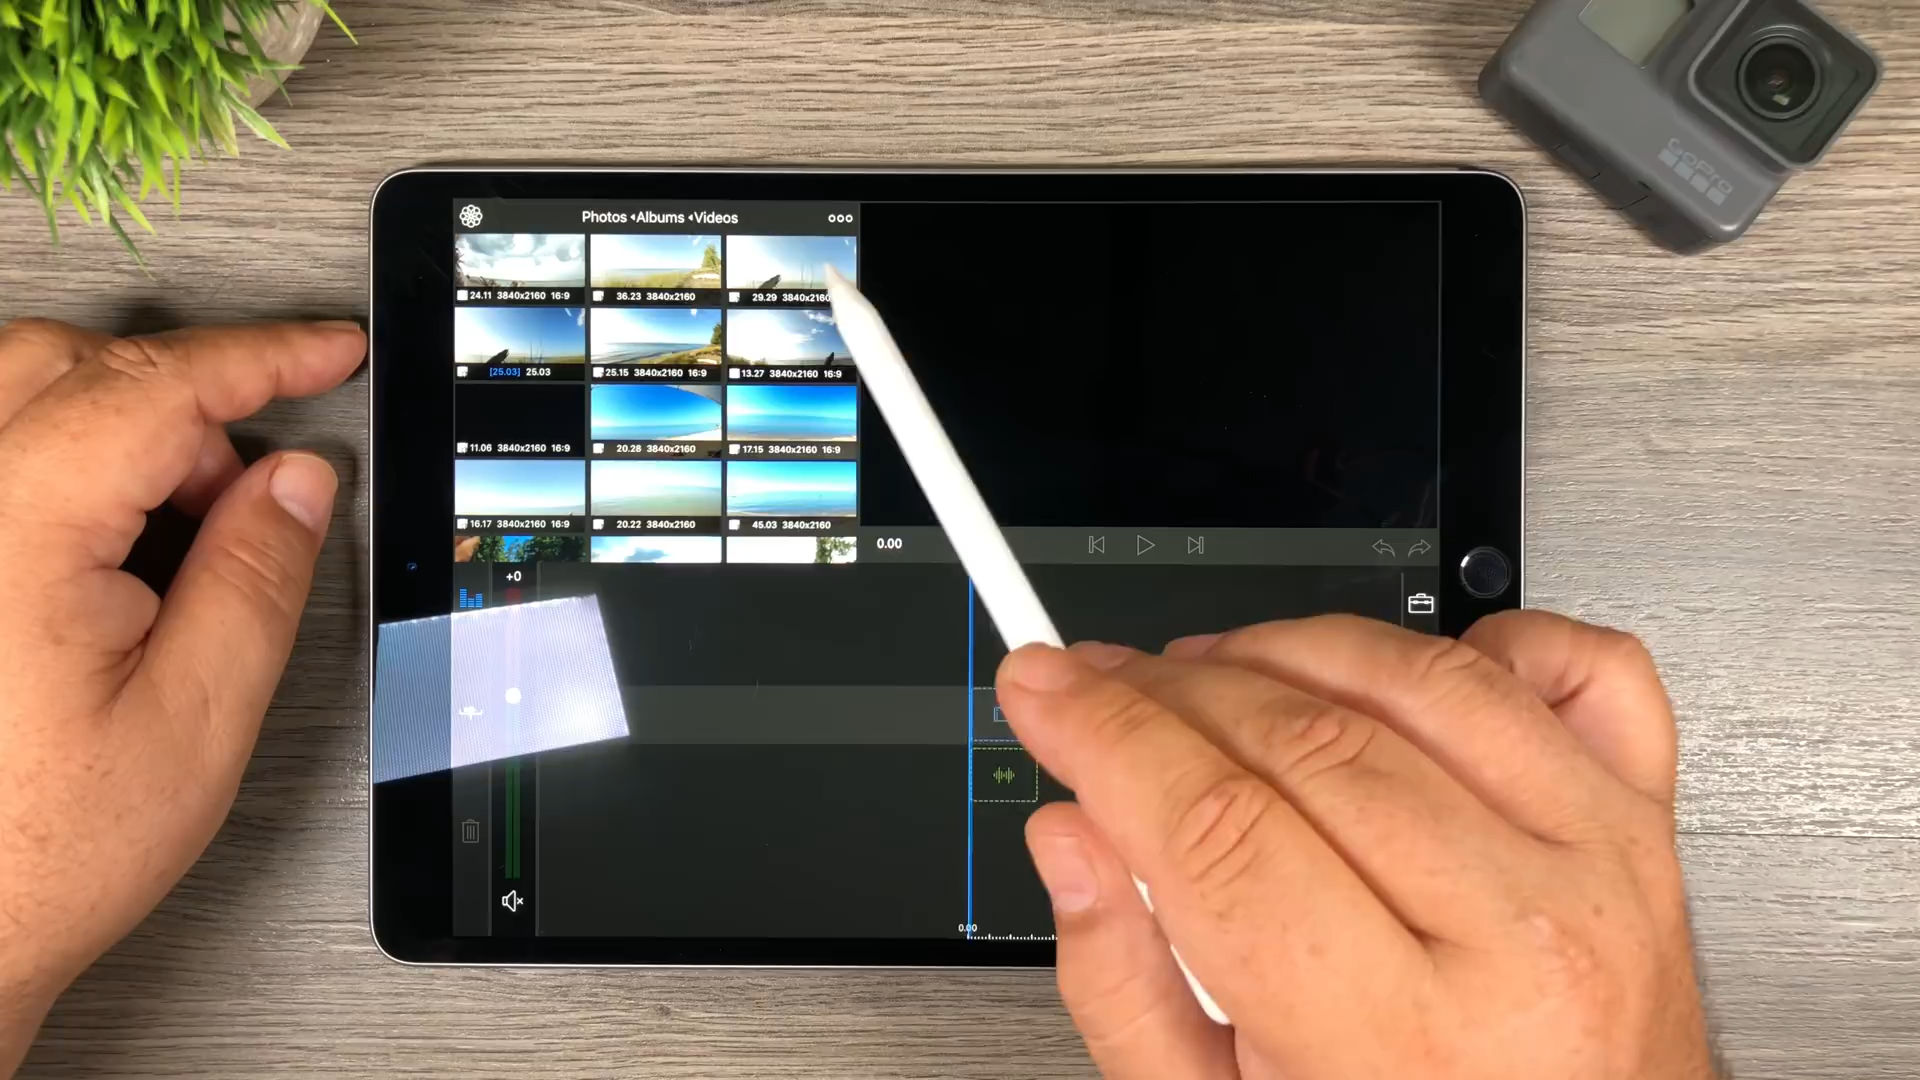 GoPro
Photos Albums Videos
24.11 3840x2160 16:9
36.23 3840x2160
29.29 3840x2160
[25.03] 25.03
25.15 3840x2160 16:9
13.27 3840x2160 16:9
11.06 3840x2160 16:9
20.28 3840x2160
17.15 3840x2160 16:9
16.17 3840x2160 16:9
20.22 3840x2160
45.03 3840x2160
0.00
+0
0.00